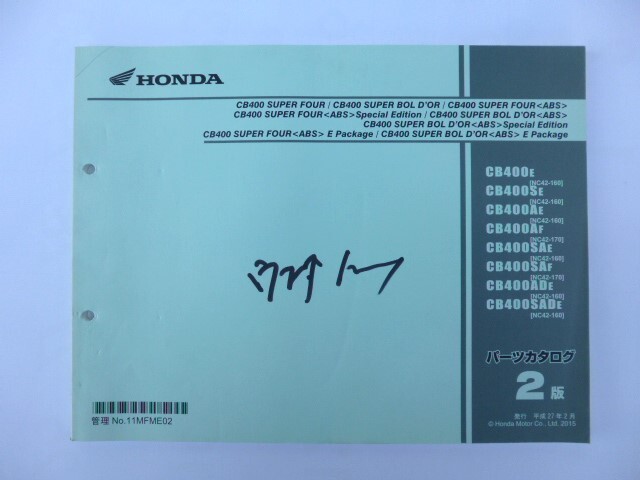 HONDA
CB400 SUPER FOUR / CB400 SUPER BOL D'OR / CB400 SUPER FOUR<ABS>
CB400 SUPER FOUR<ABS>Special Edition / CB400 SUPER BOL D'OR<ABS>
CB400 SUPER BOL D'OR<ABS>Special Edition
CB400 SUPER FOUR<ABS> E Package / CB400 SUPER BOL D'OR<ABS> E Package
CB400E
[NC42-160]
CB400SE
[NC42-160]
CB400AE
[NC42-160]
CB400AF
[NC42-170]
CB400SAE
[NC42-160]
CB400SAF
[NC42-170]
CB400ADE
[NC42-160]
CB400SADE
[NC42-160]
パーツカタログ
2版
発行 平成27年2月
© Honda Motor Co., Ltd. 2015
管理 No.11MFME02